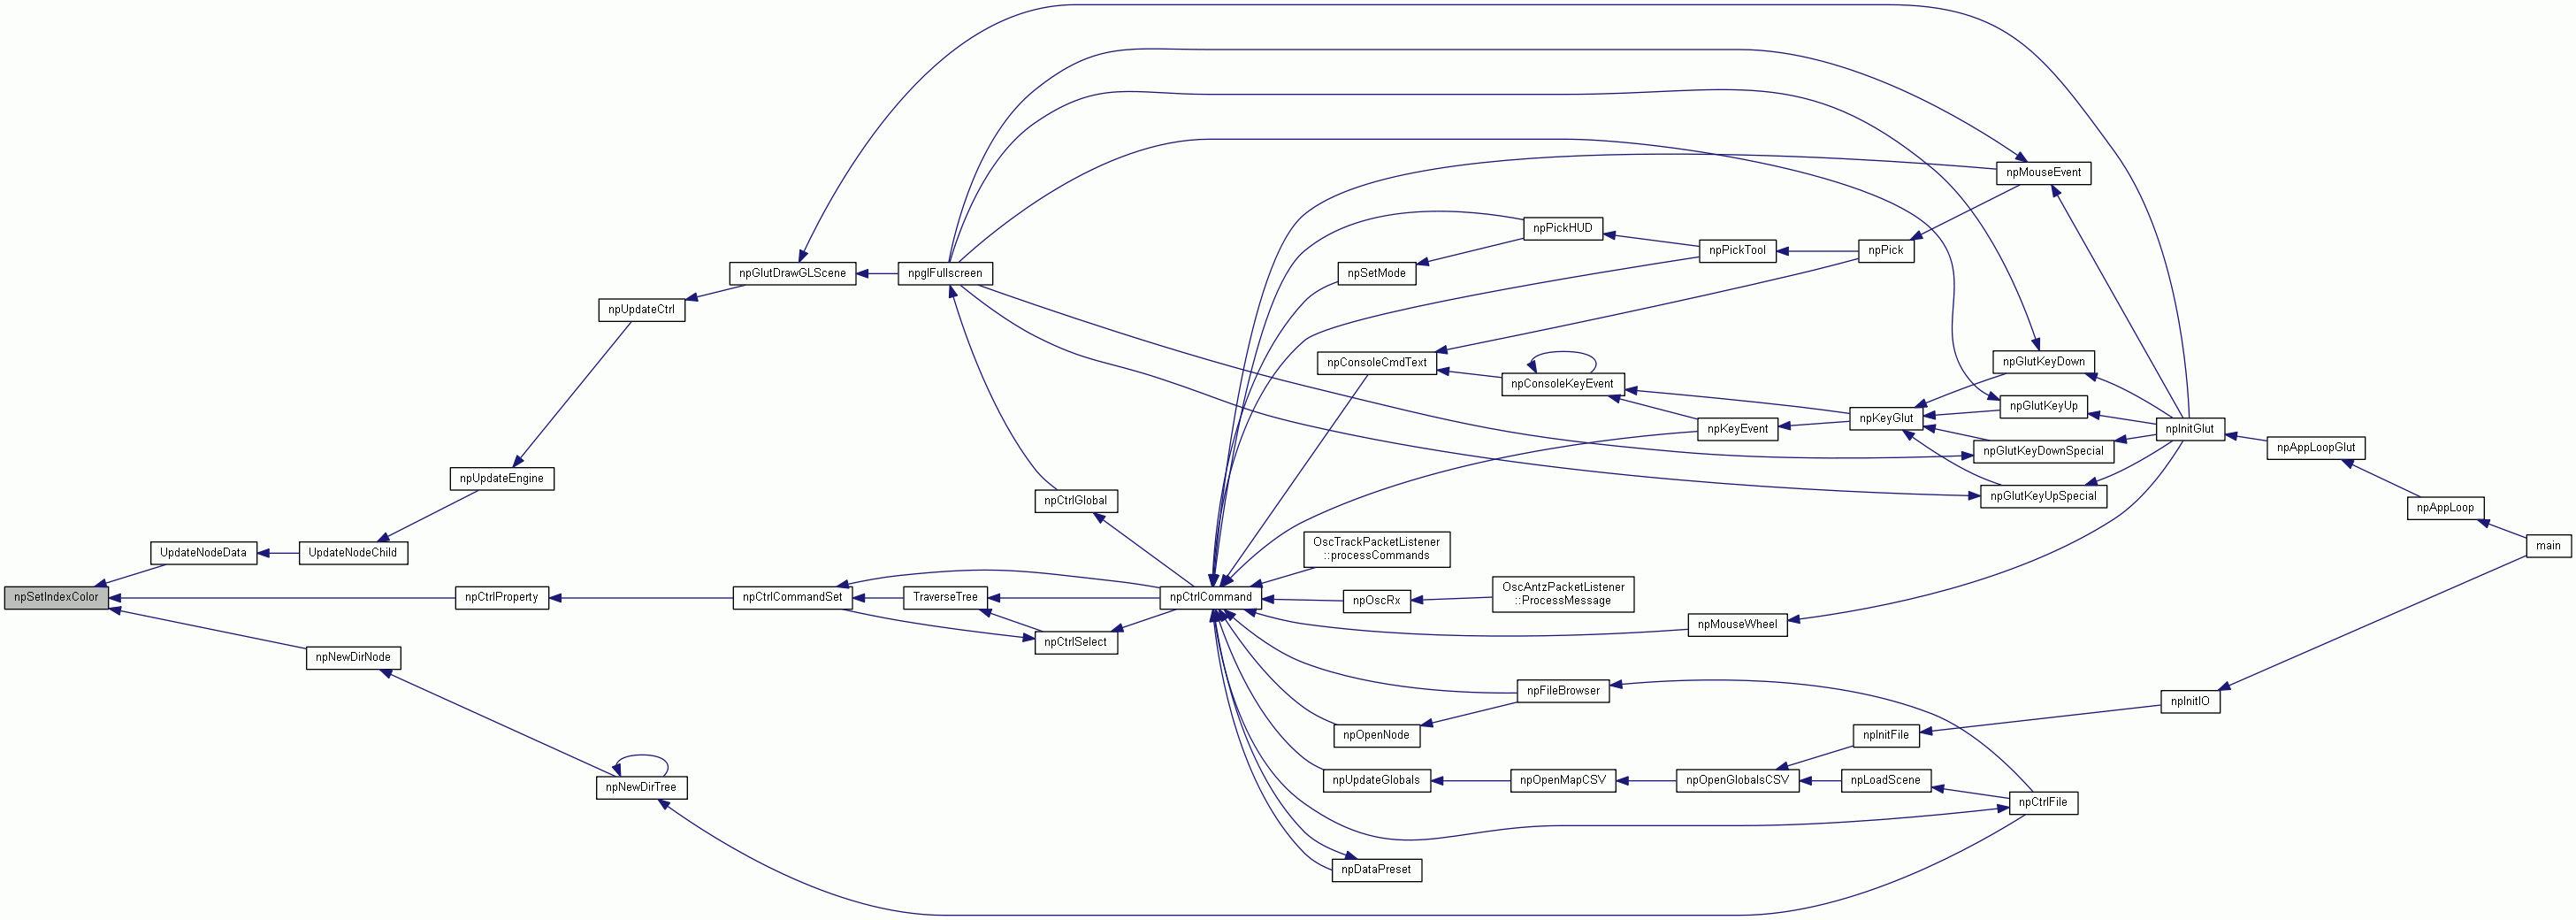 npMouseEvent
npPickHUD
npPickTool
npPick
npGlutDrawGLScene
npglFullscreen
npSetMode
npUpdateCtrl
npConsoleCmdText
npGlutKeyDown
npConsoleKeyEvent
npGlutKeyUp
npKeyGlut
npKeyEvent
npInitGlut
npAppLoopGlut
npGlutKeyDownSpecial
npUpdateEngine
npGlutKeyUpSpecial
npCtrlGlobal
npAppLoop
OscTrackPacketListener
::processCommands
main
UpdateNodeData
UpdateNodeChild
OscAntzPacketListener
::ProcessMessage
npSetIndexColor
npCtrlProperty
npCtrlCommandSet
TraverseTree
npCtrlCommand
npOscRx
npMouseWheel
npCtrlSelect
npNewDirNode
npFileBrowser
npInitIO
npOpenNode
npInitFile
npUpdateGlobals
npOpenMapCSV
npOpenGlobalsCSV
npLoadScene
npNewDirTree
npCtrlFile
npDataPreset